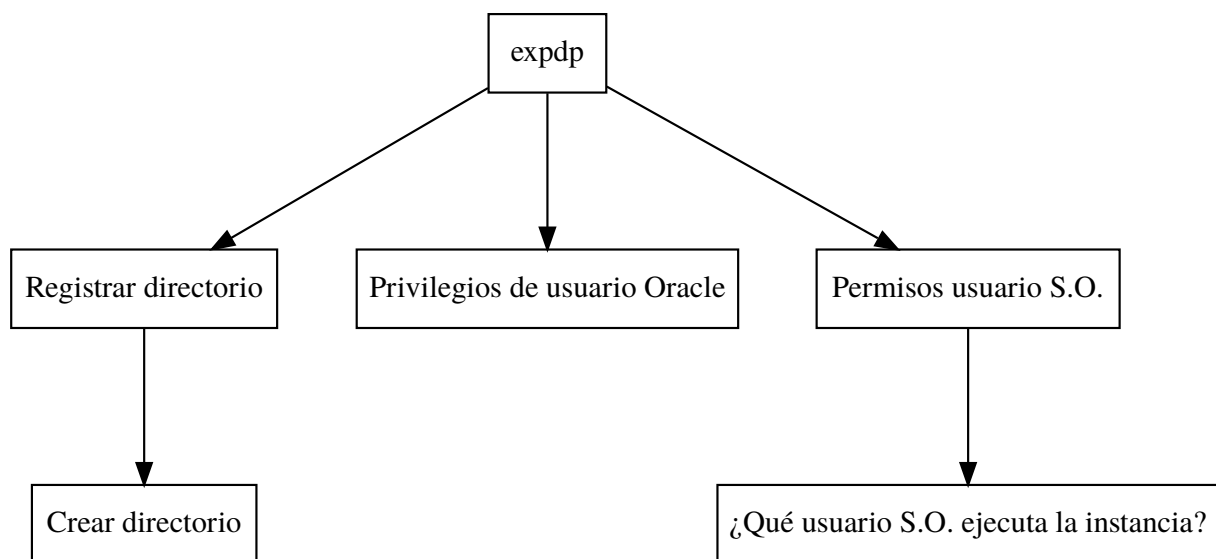 expdp
Registrar directorio
Privilegios de usuario Oracle
Permisos usuario S.O.
Crear directorio
¿Qué usuario S.O. ejecuta la instancia?